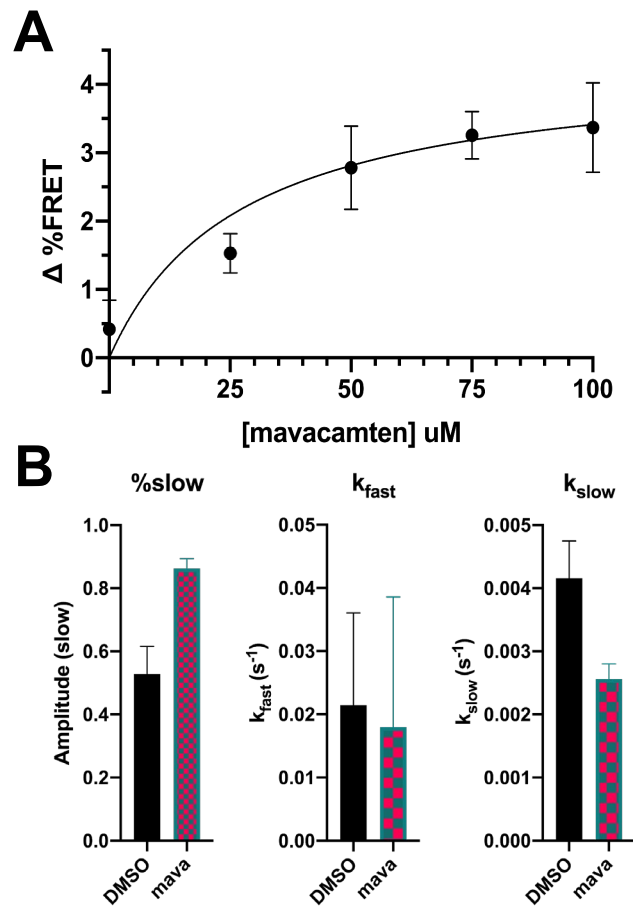 A
4
3
2
1
0
Δ %FRET
25 50 75 100
[mavacamten] uM
B
%slow
1.0
0.8
0.6
0.4
0.2
0.0
Amplitude (slow)
DMSO
mava
kfast
0.05
0.04
0.03
0.02
0.01
0.00
kfast (s-1)
DMSO
mava
kslow
0.005
0.004
0.003
0.002
0.001
0.000
kslow (s-1)
DMSO
mava